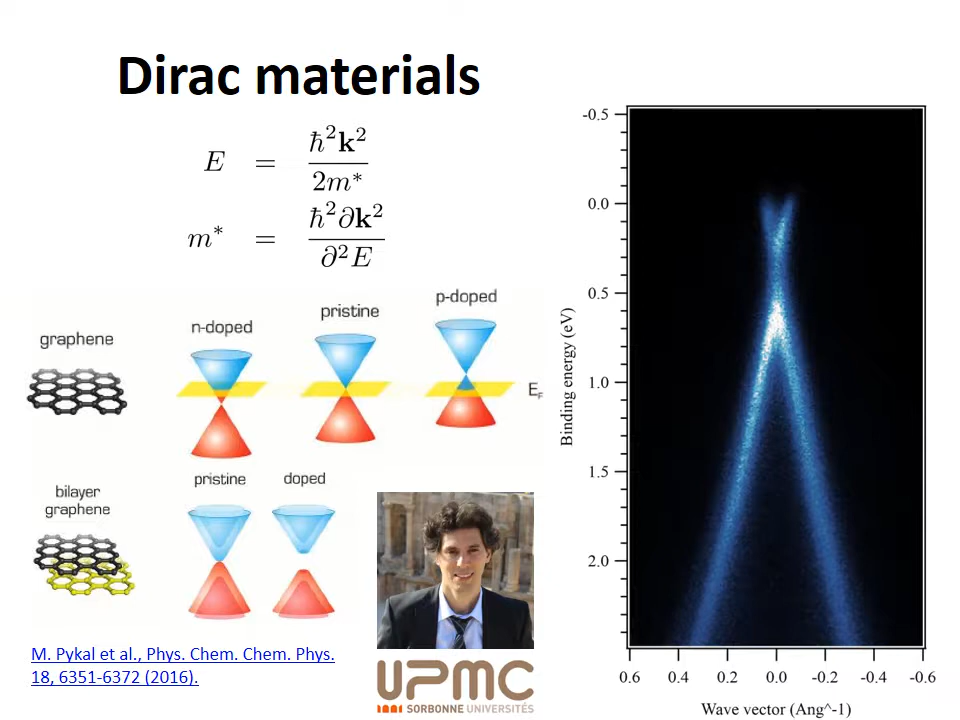 Dirac materials
E = ħ²k² / 2m*
m* = ħ²∂k² / ∂²E
graphene
n-doped
pristine
p-doped
E_F
bilayer
graphene
pristine
doped
M. Pykal et al., Phys. Chem. Chem. Phys.
18, 6351-6372 (2016).
UPMC
SORBONNE UNIVERSITÉS
Binding energy (eV)
-0.5
0.0
0.5
1.0
1.5
2.0
0.6 0.4 0.2 0.0 -0.2 -0.4 -0.6
Wave vector (Ang^-1)